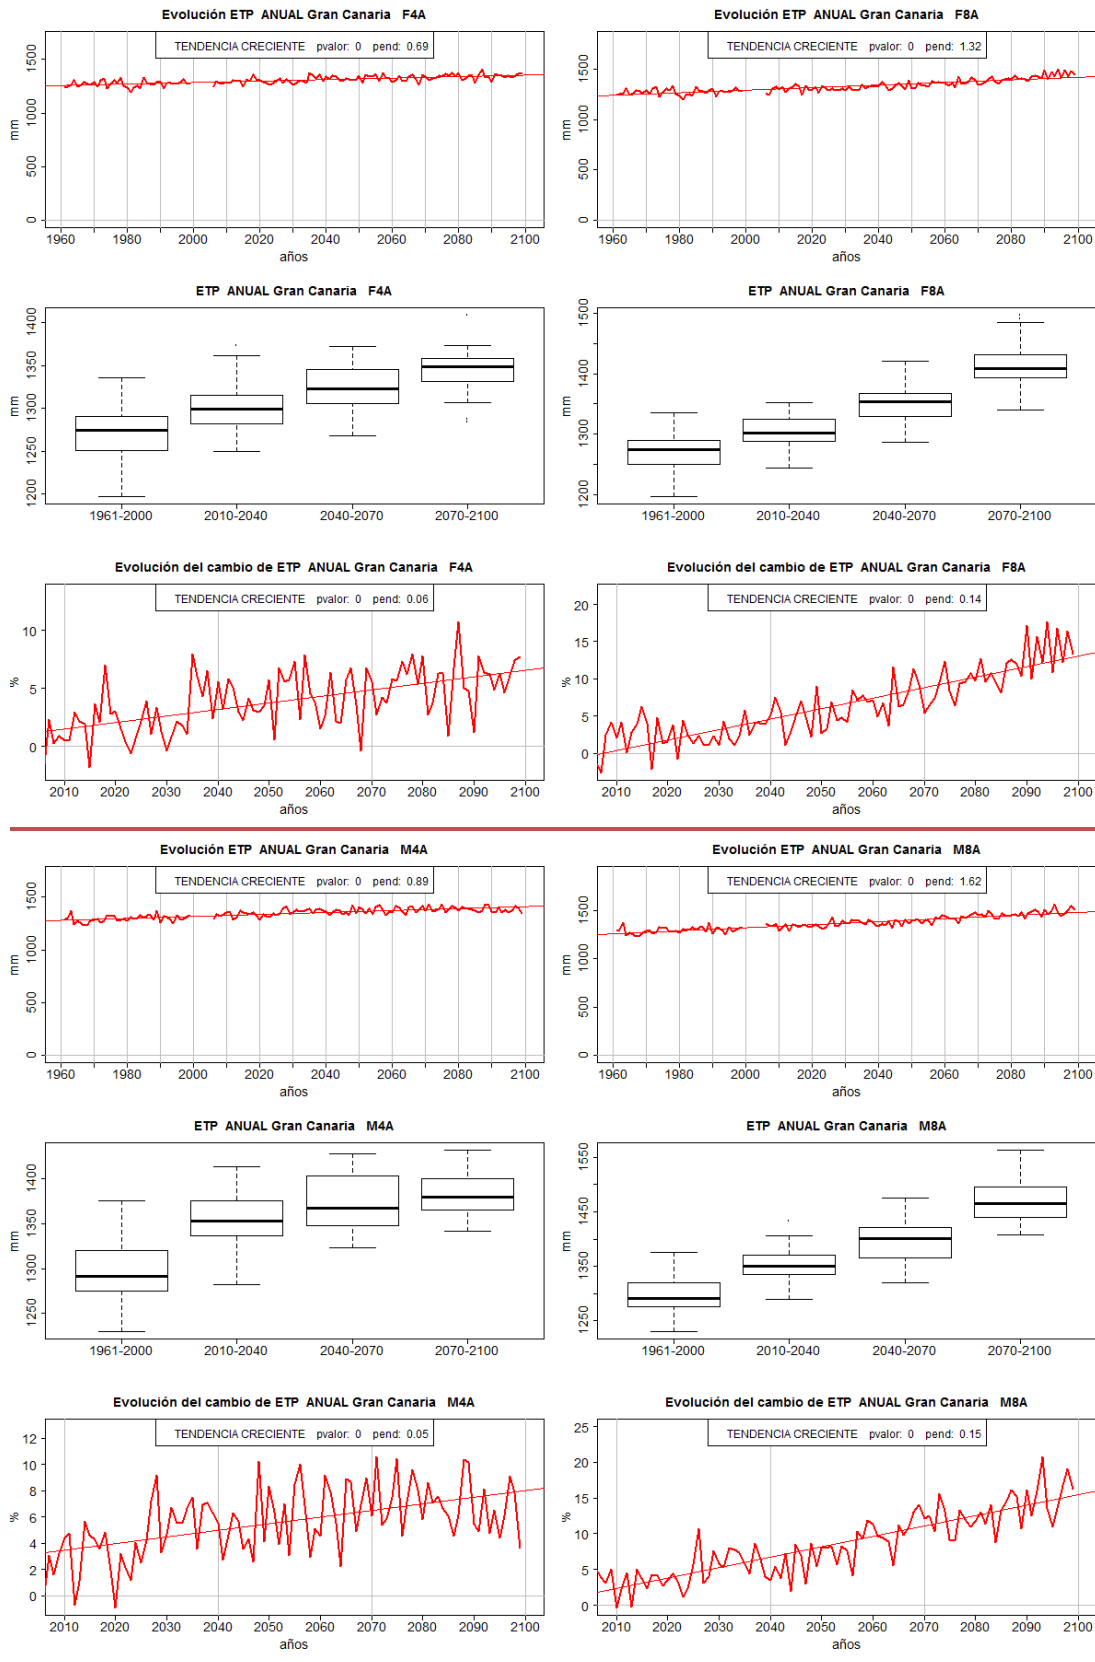 Evolución ETP ANUAL Gran Canaria F4A
TENDENCIA CRECIENTE pvalor: 0 pend: 0.69
mm
0 500 1000 1500
1960 1980 2000 2020 2040 2060 2080 2100
años
Evolución ETP ANUAL Gran Canaria F8A
TENDENCIA CRECIENTE pvalor: 0 pend: 1.32
mm
0 500 1000 1500
1960 1980 2000 2020 2040 2060 2080 2100
años
ETP ANUAL Gran Canaria F4A
mm
1200 1250 1300 1350 1400
1961-2000 2010-2040 2040-2070 2070-2100
ETP ANUAL Gran Canaria F8A
mm
1200 1300 1400 1500
1961-2000 2010-2040 2040-2070 2070-2100
Evolución del cambio de ETP ANUAL Gran Canaria F4A
TENDENCIA CRECIENTE pvalor: 0 pend: 0.06
%
10
5
0
2010 2020 2030 2040 2050 2060 2070 2080 2090 2100
años
Evolución del cambio de ETP ANUAL Gran Canaria F8A
TENDENCIA CRECIENTE pvalor: 0 pend: 0.14
%
20
15
10
5
0
2010 2020 2030 2040 2050 2060 2070 2080 2090 2100
años
Evolución ETP ANUAL Gran Canaria M4A
TENDENCIA CRECIENTE pvalor: 0 pend: 0.89
mm
0 500 1000 1500
1960 1980 2000 2020 2040 2060 2080 2100
años
Evolución ETP ANUAL Gran Canaria M8A
TENDENCIA CRECIENTE pvalor: 0 pend: 1.62
mm
0 500 1000 1500
1960 1980 2000 2020 2040 2060 2080 2100
años
ETP ANUAL Gran Canaria M4A
mm
1250 1300 1350 1400
1961-2000 2010-2040 2040-2070 2070-2100
ETP ANUAL Gran Canaria M8A
mm
1250 1350 1450 1550
1961-2000 2010-2040 2040-2070 2070-2100
Evolución del cambio de ETP ANUAL Gran Canaria M4A
TENDENCIA CRECIENTE pvalor: 0 pend: 0.05
%
12
10
8
6
4
2
0
2010 2020 2030 2040 2050 2060 2070 2080 2090 2100
años
Evolución del cambio de ETP ANUAL Gran Canaria M8A
TENDENCIA CRECIENTE pvalor: 0 pend: 0.15
%
25
20
15
10
5
0
2010 2020 2030 2040 2050 2060 2070 2080 2090 2100
años